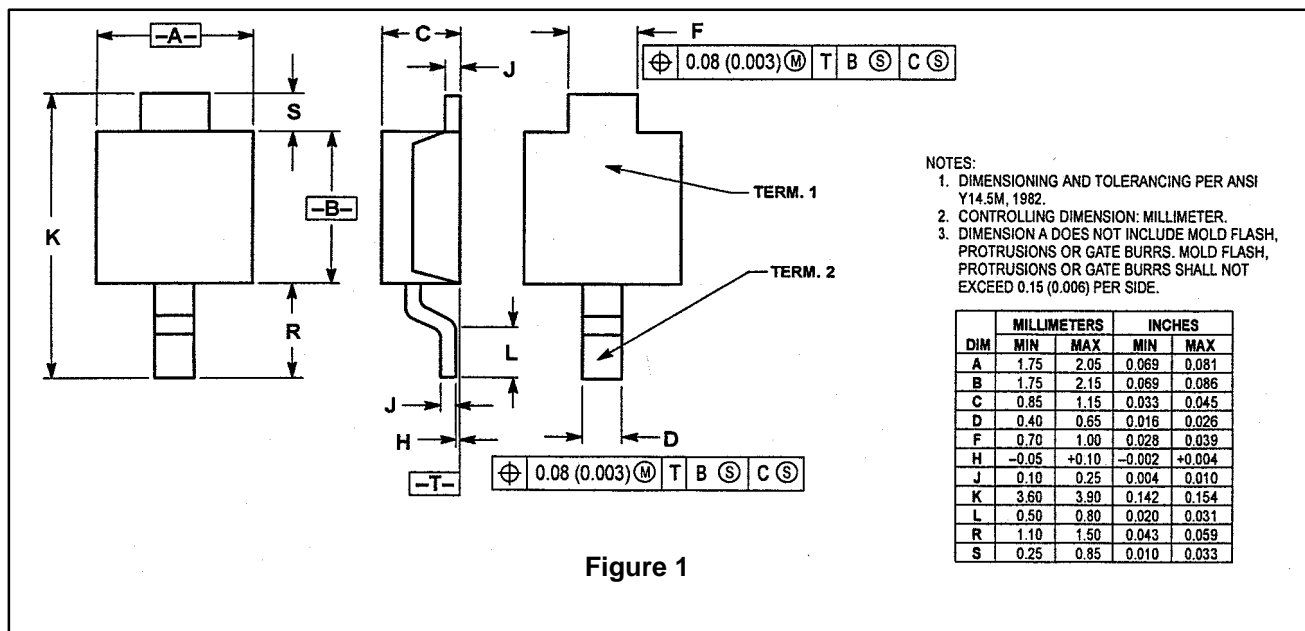 –A–
C
F
⌖ 0.08 (0.003) Ⓜ T B Ⓢ C Ⓢ
J
S
K
–B–
TERM. 1
TERM. 2
R
L
J
H
D
–T–
⌖ 0.08 (0.003) Ⓜ T B Ⓢ C Ⓢ
Figure 1
NOTES:
1. DIMENSIONING AND TOLERANCING PER ANSI
Y14.5M, 1982.
2. CONTROLLING DIMENSION: MILLIMETER.
3. DIMENSION A DOES NOT INCLUDE MOLD FLASH,
PROTRUSIONS OR GATE BURRS. MOLD FLASH,
PROTRUSIONS OR GATE BURRS SHALL NOT
EXCEED 0.15 (0.006) PER SIDE.
MILLIMETERS INCHES
DIM MIN MAX MIN MAX
A 1.75 2.05 0.069 0.081
B 1.75 2.15 0.069 0.086
C 0.85 1.15 0.033 0.045
D 0.40 0.65 0.016 0.026
F 0.70 1.00 0.028 0.039
H –0.05 +0.10 –0.002 +0.004
J 0.10 0.25 0.004 0.010
K 3.60 3.90 0.142 0.154
L 0.50 0.80 0.020 0.031
R 1.10 1.50 0.043 0.059
S 0.25 0.85 0.010 0.033